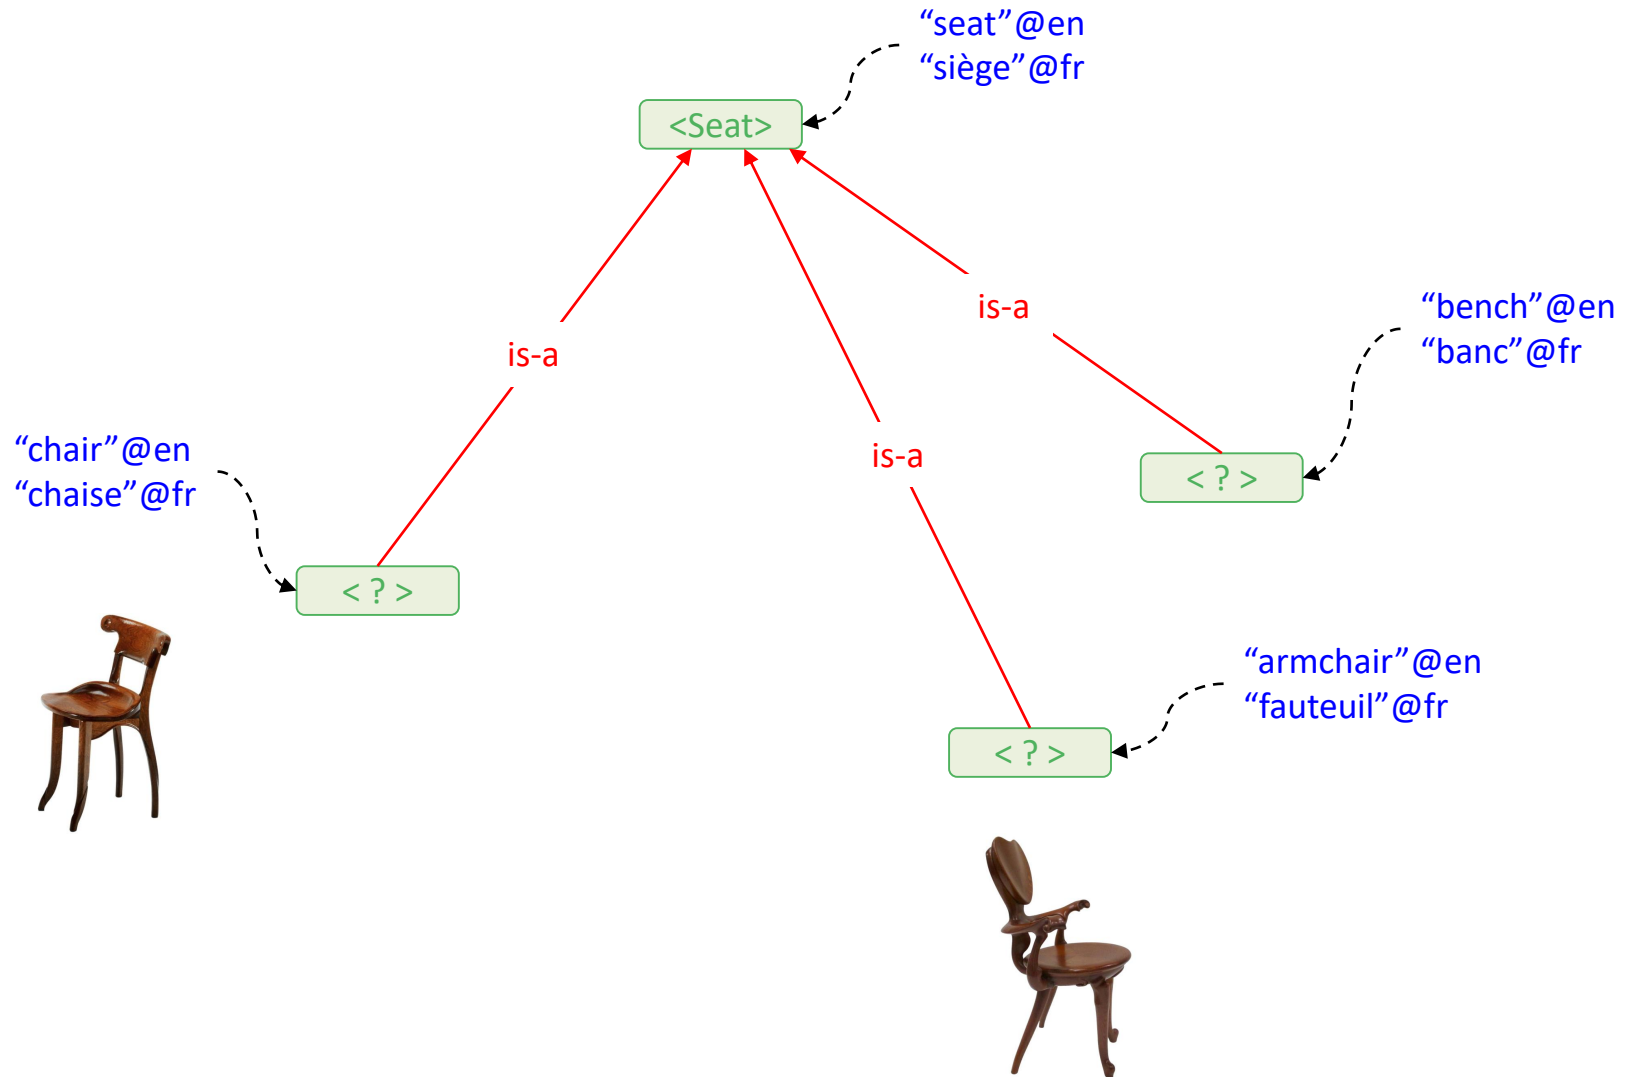 “seat”@en
“siège”@fr
<Seat>
is-a
“bench”@en
“banc”@fr
is-a
“chair”@en
“chaise”@fr
is-a
< ? >
< ? >
“armchair”@en
“fauteuil”@fr
< ? >